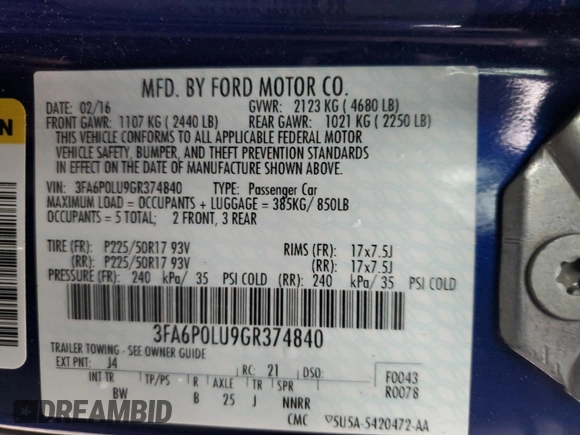 MFD. BY FORD MOTOR CO.
DATE: 02/16 GVWR: 2123 KG ( 4680 LB)
FRONT GAWR: 1107 KG ( 2440 LB) REAR GAWR: 1021 KG ( 2250 LB)
THIS VEHICLE CONFORMS TO ALL APPLICABLE FEDERAL MOTOR
VEHICLE SAFETY, BUMPER, AND THEFT PREVENTION STANDARDS
IN EFFECT ON THE DATE OF MANUFACTURE SHOWN ABOVE.
VIN: 3FA6P0LU9GR374840 TYPE: Passenger Car
MAXIMUM LOAD = OCCUPANTS + LUGGAGE = 385KG/ 850LB
OCCUPANTS = 5 TOTAL; 2 FRONT, 3 REAR
TIRE (FR): P225/50R17 93V RIMS (FR): 17x7.5J
(RR): P225/50R17 93V (RR): 17x7.5J
PRESSURE (FR): 240 kPa/ 35 PSI COLD (RR): 240 kPa/ 35 PSI COLD
3FA6P0LU9GR374840
TRAILER TOWING - SEE OWNER GUIDE
EXT PNT: J4 RC: 21 DSO: F0043
INT TR TP/PS R AXLE TR SPR R0078
BW B 25 J NNRR
CMC 5U5A-5420472-AA
DREAMBID